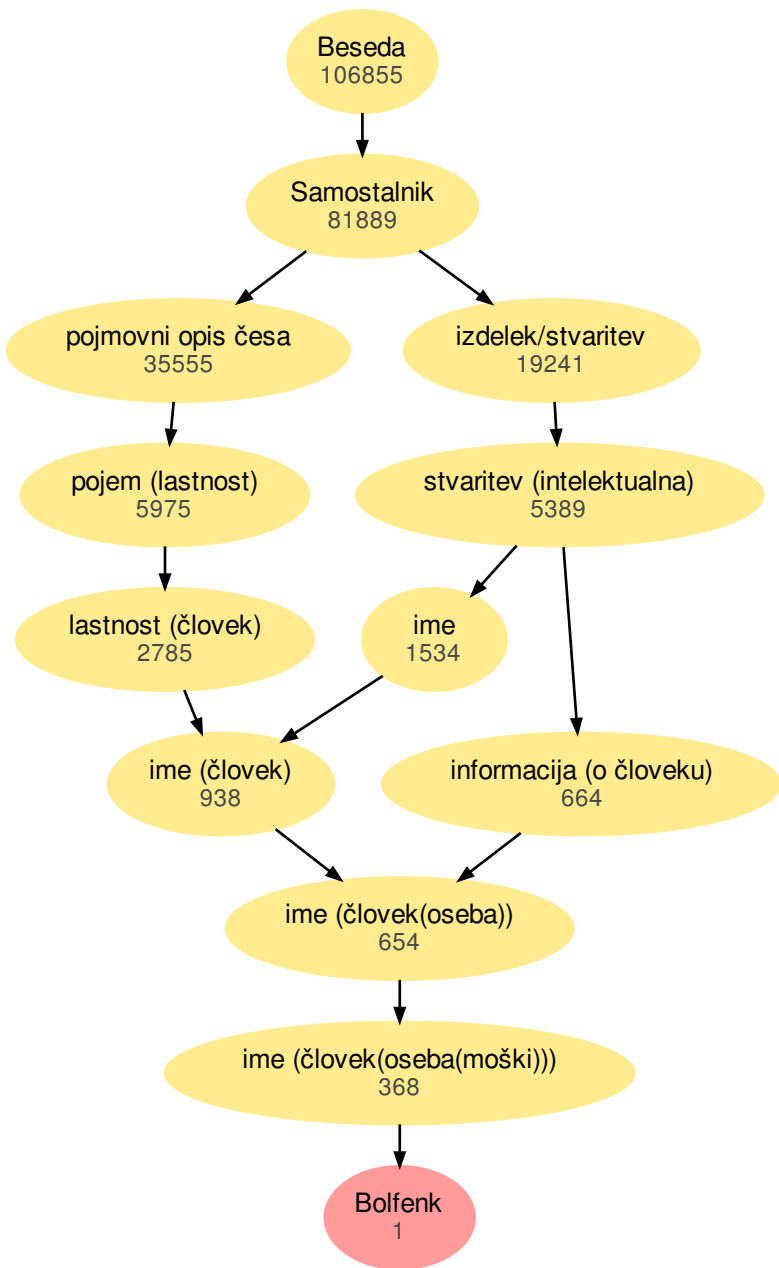 Beseda
106855
Samostalnik
81889
pojmovni opis česa
35555
izdelek/stvaritev
19241
pojem (lastnost)
5975
stvaritev (intelektualna)
5389
lastnost (človek)
2785
ime
1534
ime (človek)
938
informacija (o človeku)
664
ime (človek(oseba))
654
ime (človek(oseba(moški)))
368
Bolfenk
1